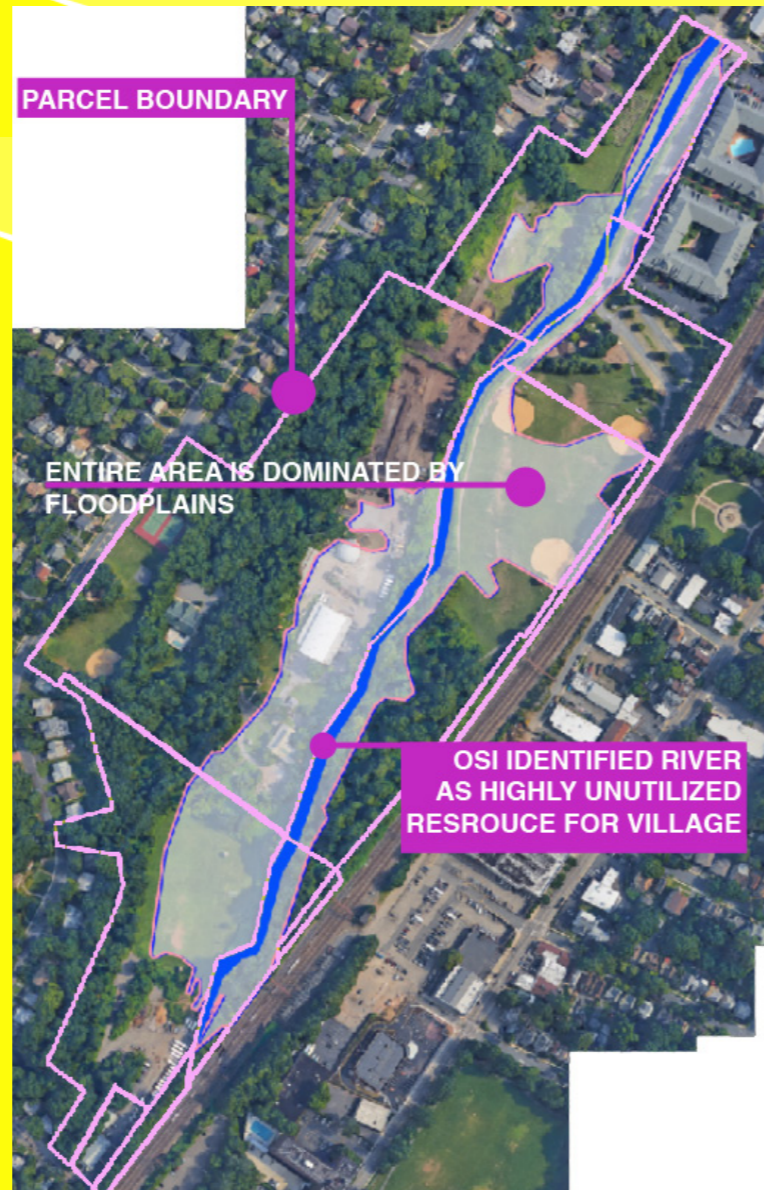 PARCEL BOUNDARY
ENTIRE AREA IS DOMINATED BY
FLOODPLAINS
OSI IDENTIFIED RIVER
AS HIGHLY UNUTILIZED
RESROUCE FOR VILLAGE